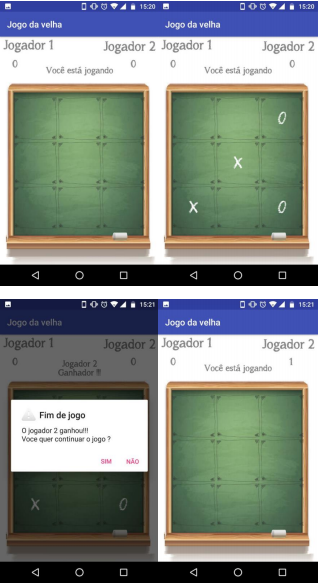 15:20
Jogo da velha
Jogador 1 Jogador 2
0 0
Você está jogando
15:20
Jogo da velha
Jogador 1 Jogador 2
0 0
Você está jogando
O
X
X O
15:21
Jogo da velha
Jogador 1 Jogador 2
0 0
Jogador 2
Ganhador !!!
Fim de jogo
O jogador 2 ganhou!!!
Voce quer continuar o jogo ?
SIM NÃO
X O
15:21
Jogo da velha
Jogador 1 Jogador 2
0 1
Você está jogando